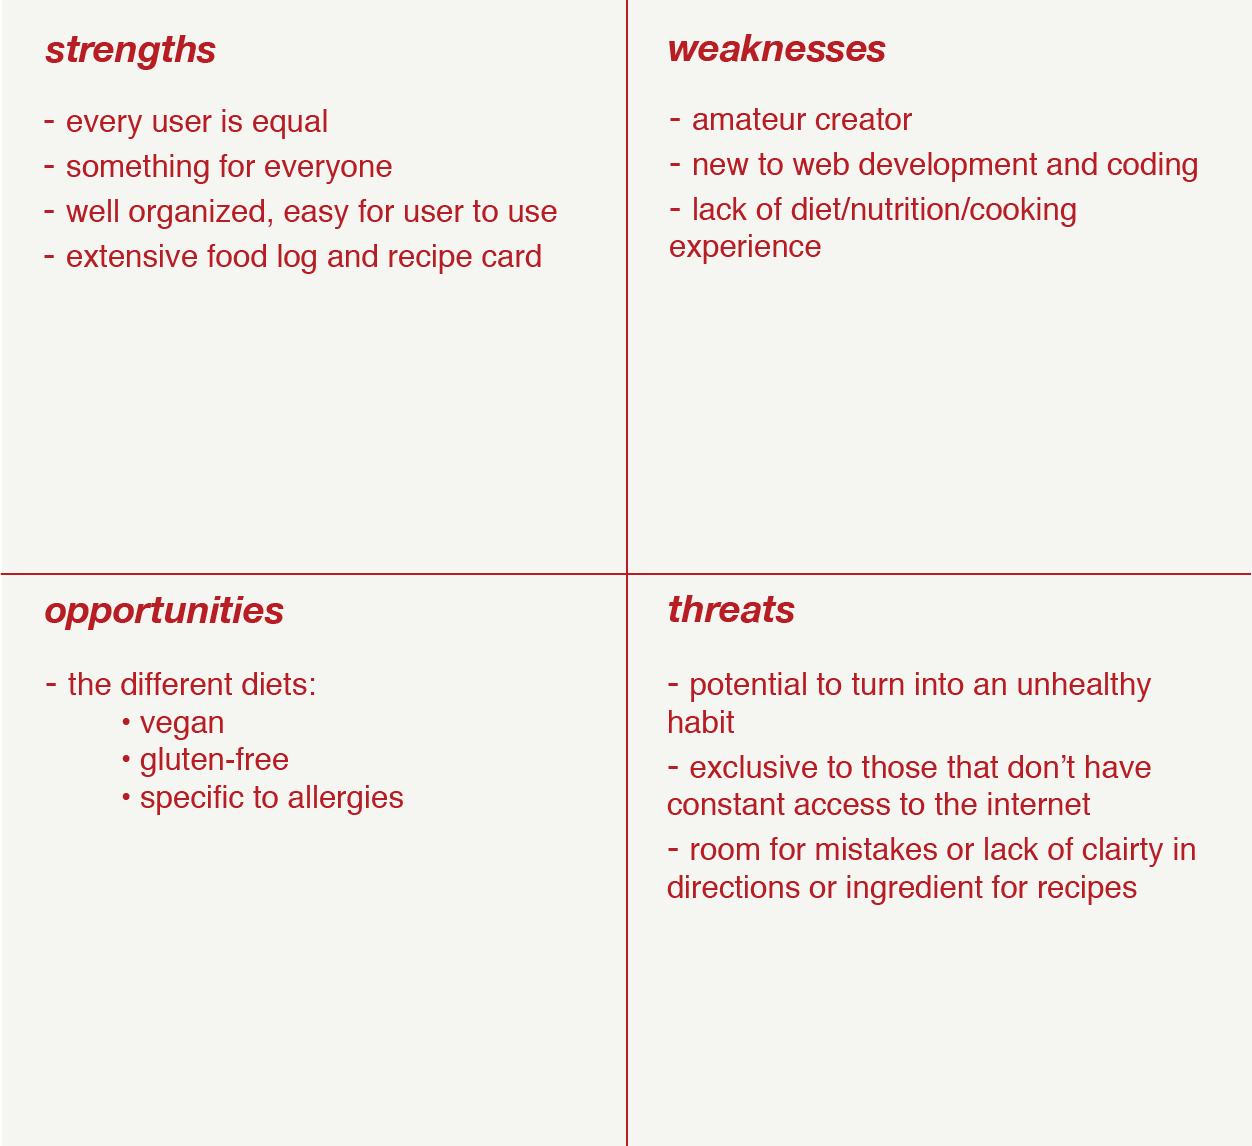 strengths
- every user is equal
- something for everyone
- well organized, easy for user to use
- extensive food log and recipe card
weaknesses
- amateur creator
- new to web development and coding
- lack of diet/nutrition/cooking
experience
opportunities
- the different diets:
• vegan
• gluten-free
• specific to allergies
threats
- potential to turn into an unhealthy
habit
- exclusive to those that don’t have
constant access to the internet
- room for mistakes or lack of clairty in
directions or ingredient for recipes